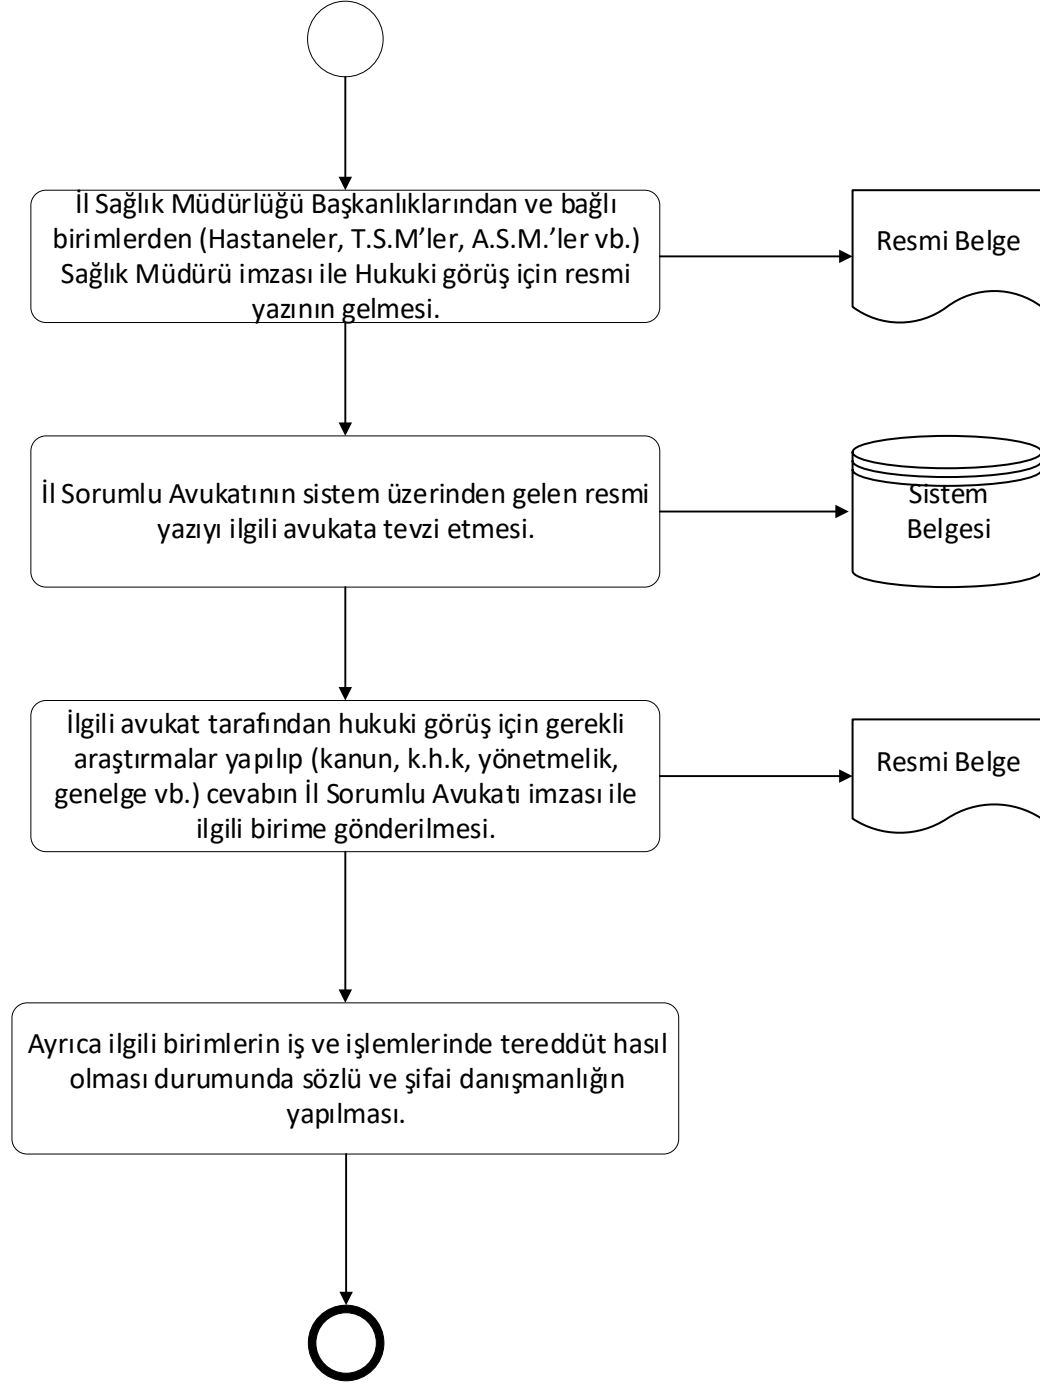 İl Sağlık Müdürlüğü Başkanlıklarından ve bağlı
birimlerden (Hastaneler, T.S.M’ler, A.S.M.’ler vb.)
Sağlık Müdürü imzası ile Hukuki görüş için resmi
yazının gelmesi.
Resmi Belge
İl Sorumlu Avukatının sistem üzerinden gelen resmi
yazıyı ilgili avukata tevzi etmesi.
Sistem
Belgesi
İlgili avukat tarafından hukuki görüş için gerekli
araştırmalar yapılıp (kanun, k.h.k, yönetmelik,
genelge vb.) cevabın İl Sorumlu Avukatı imzası ile
ilgili birime gönderilmesi.
Resmi Belge
Ayrıca ilgili birimlerin iş ve işlemlerinde tereddüt hasıl
olması durumunda sözlü ve şifai danışmanlığın
yapılması.